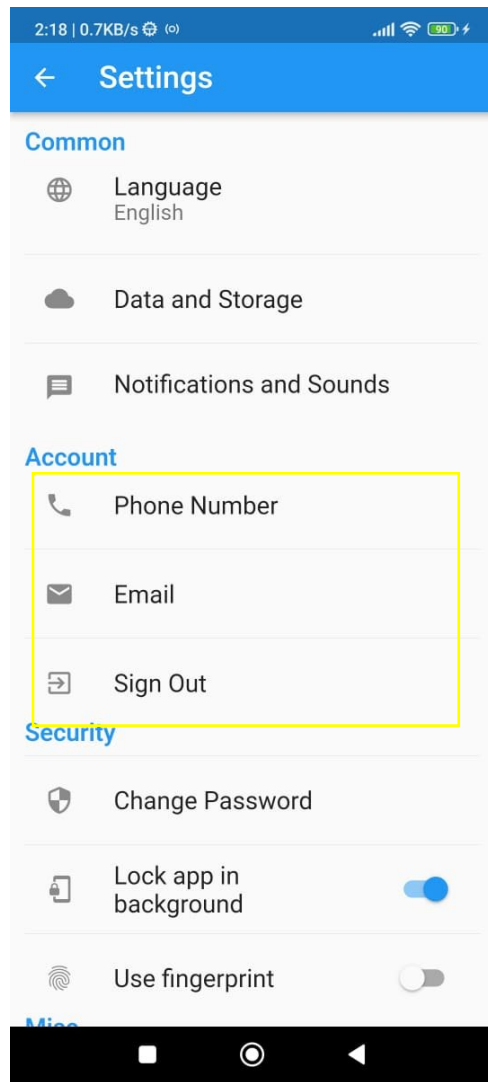 2:18 | 0.7KB/s
90
Settings
Common
Language
English
Data and Storage
Notifications and Sounds
Account
Phone Number
Email
Sign Out
Security
Change Password
Lock app in
background
Use fingerprint
Misc